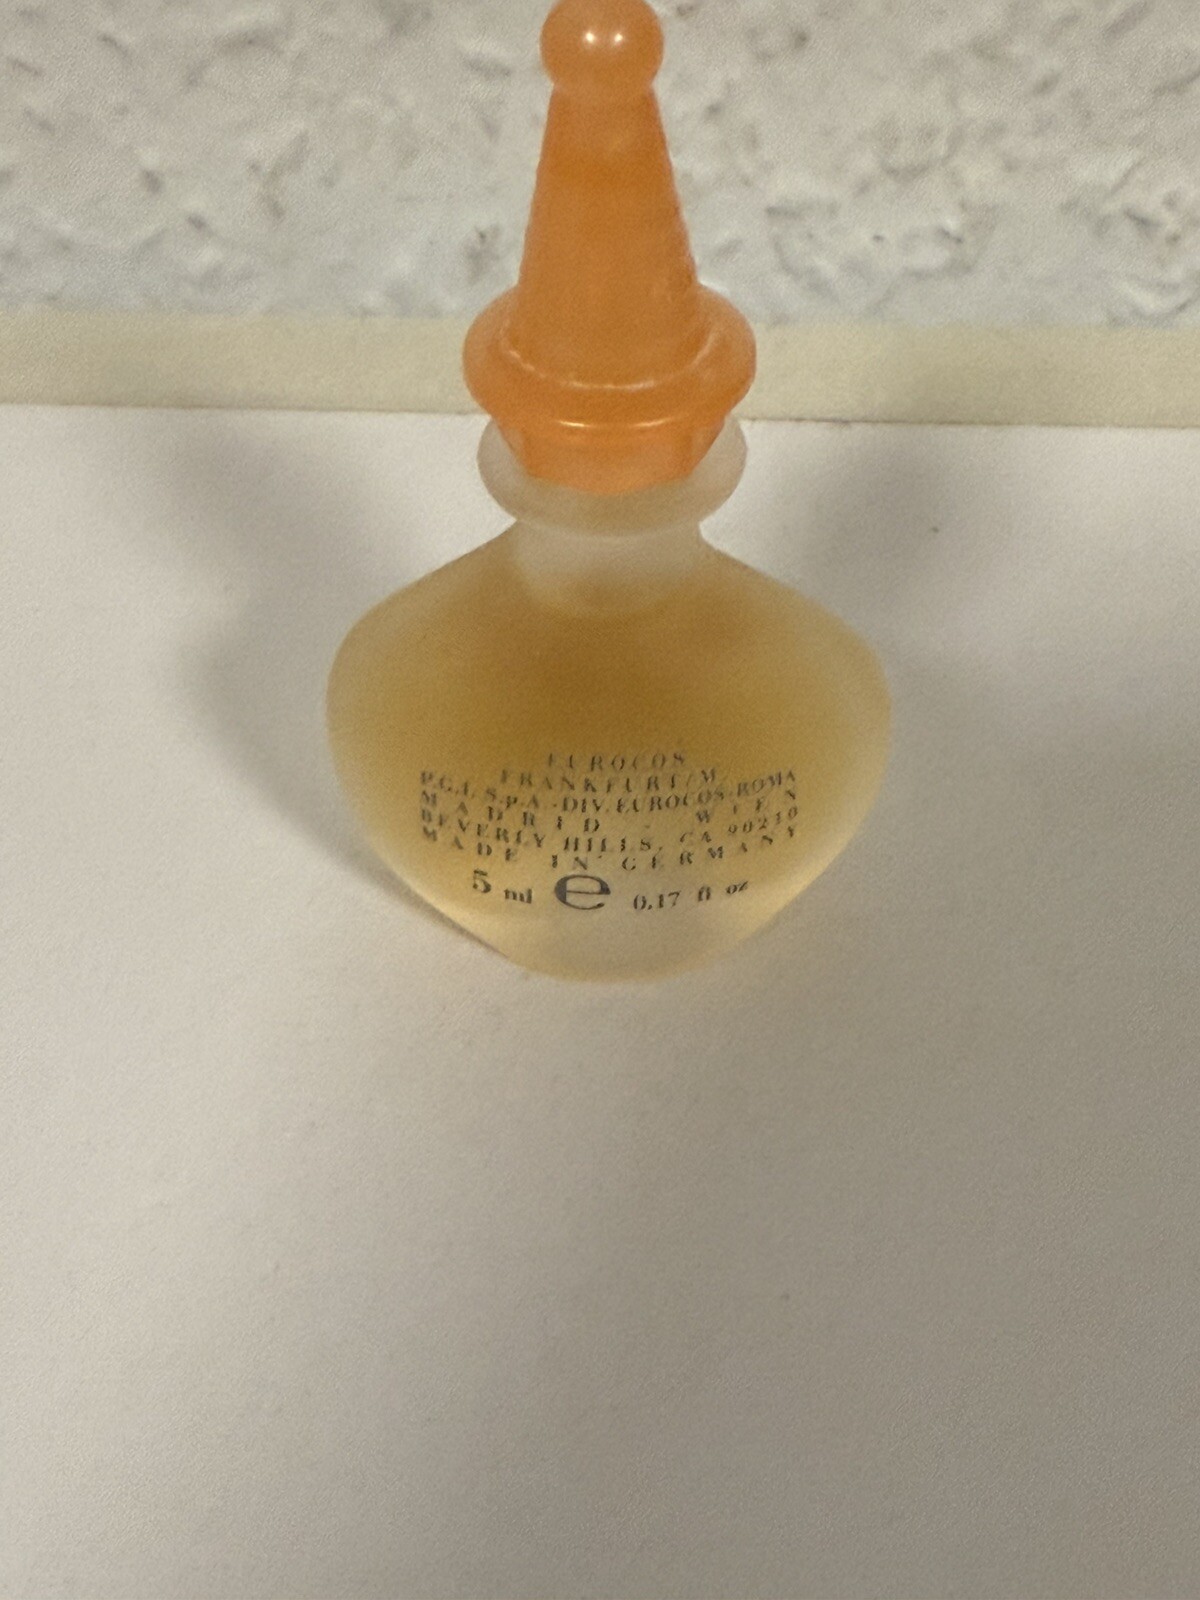 EUROCOS
FRANKFURT/M
P.G.I. S.P.A.-DIV. EUROCOS-ROMA
MADRID - WIEN
BEVERLY HILLS, CA 90210
MADE IN GERMANY
5 ml e 0.17 fl oz